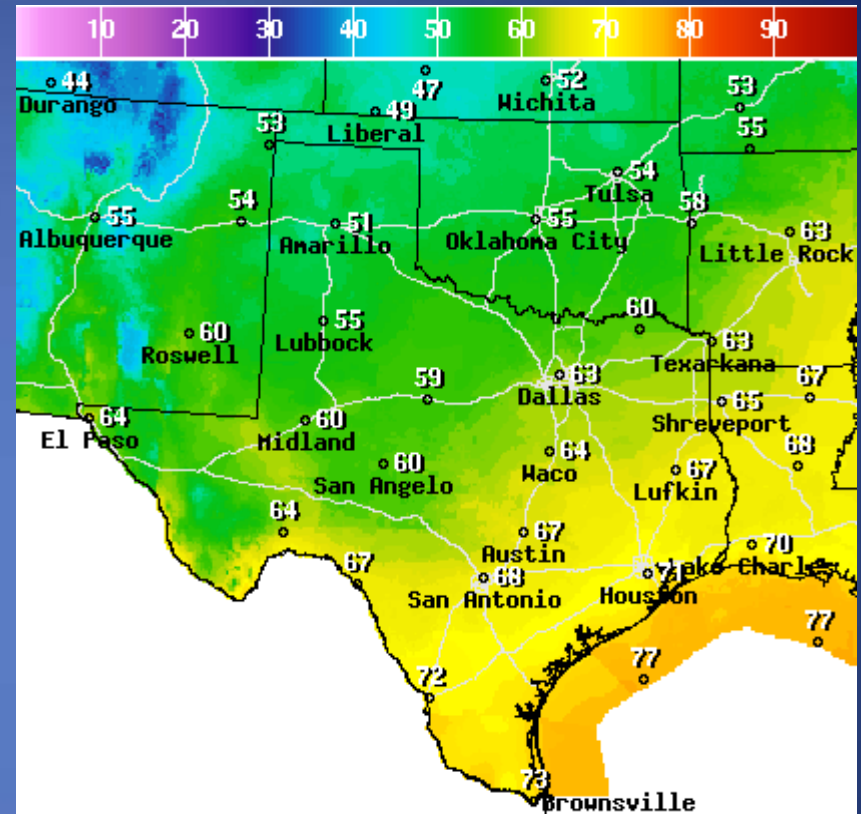 10 20 30 40 50 60 70 80 90
44
Durango
47
52
Wichita
49
Liberal
53
55
53
54
Tulsa
55
Albuquerque
54
51
Amarillo
55
Oklahoma City
58
63
Little Rock
60
Roswell
55
Lubbock
60
63
Texarkana
59
63
Dallas
65
Shreveport
67
64
El Paso
60
Midland
60
San Angelo
64
Waco
67
Lufkin
68
64
67
Austin
70
Lake Charles
67
68
San Antonio
71
Houston
77
77
72
73
Brownsville